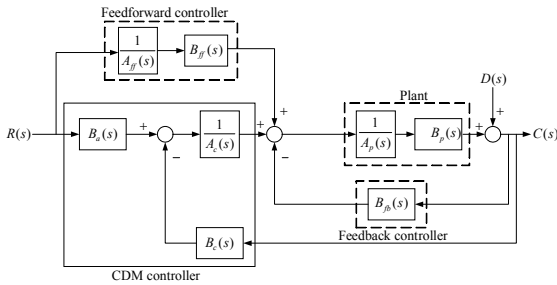 Feedforward controller
1
A_ff(s)
B_ff(s)
+
Plant
D(s)
R(s)
B_a(s)
+
−
1
A_c(s)
+
−
1
A_p(s)
B_p(s)
+
+
C(s)
B_fb(s)
Feedback controller
B_c(s)
CDM controller